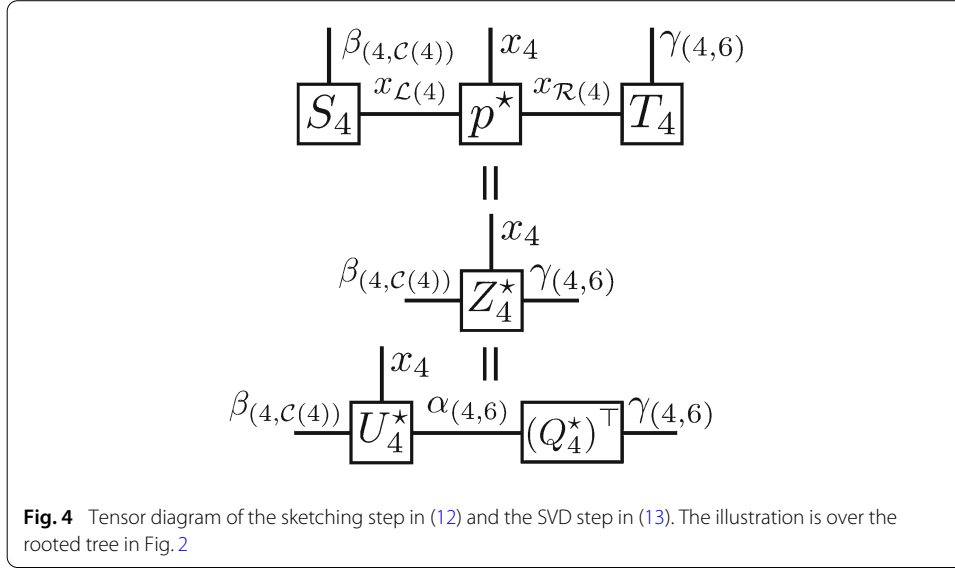 β(4,C(4)) x4 γ(4,6)
xL(4) xR(4)
S4 p⋆ T4
=
x4
β(4,C(4)) γ(4,6)
Z4⋆
=
x4
β(4,C(4)) α(4,6) γ(4,6)
U4⋆ (Q4⋆)⊤
Fig. 4 Tensor diagram of the sketching step in (12) and the SVD step in (13). The illustration is over the
rooted tree in Fig. 2